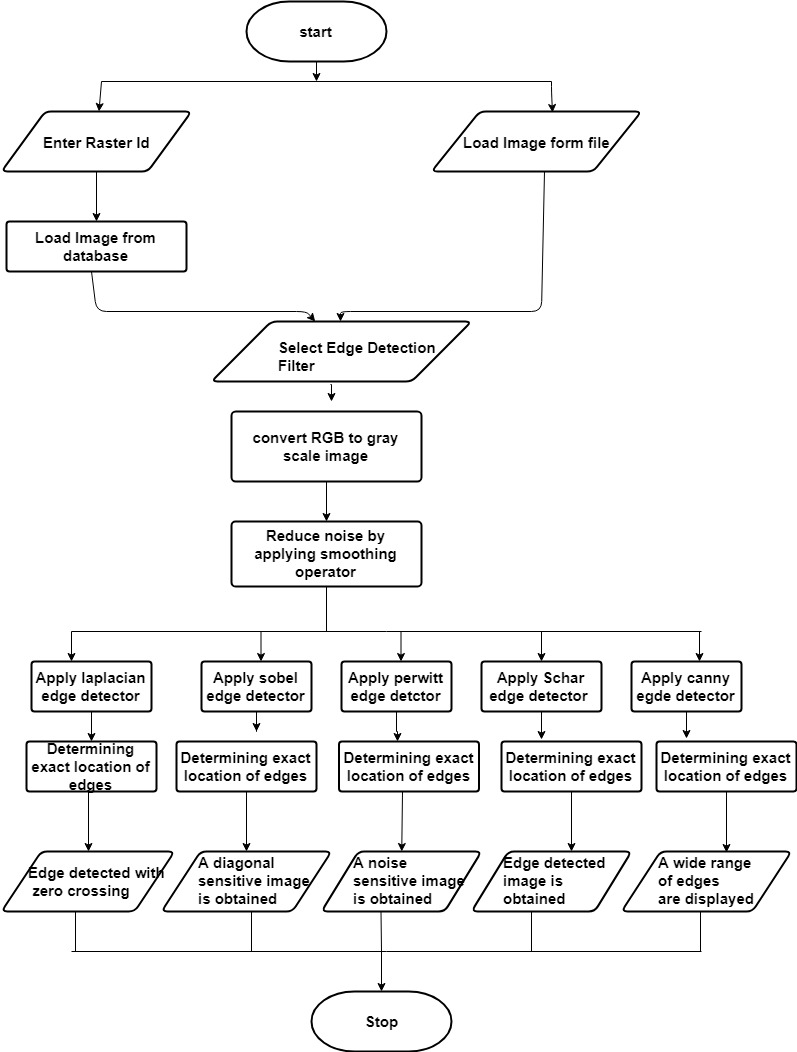 start
Enter Raster Id
Load Image form file
Load Image from
database
Select Edge Detection
Filter
convert RGB to gray
scale image
Reduce noise by
applying smoothing
operator
Apply laplacian
edge detector
Apply sobel
edge detector
Apply perwitt
edge detctor
Apply Schar
edge detector
Apply canny
egde detector
Determining
exact location of
edges
Determining exact
location of edges
Determining exact
location of edges
Determining exact
location of edges
Determining exact
location of edges
Edge detected with
zero crossing
A diagonal
sensitive image
is obtained
A noise
sensitive image
is obtained
Edge detected
image is
obtained
A wide range
of edges
are displayed
Stop